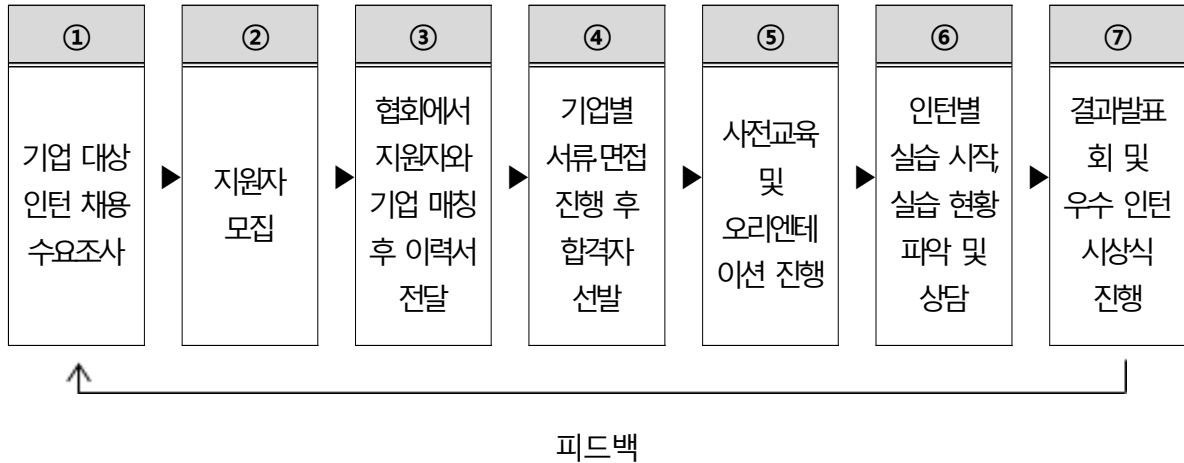 ①
기업 대상
인턴 채용
수요조사
②
지원자
모집
③
협회에서
지원자와
기업 매칭
후 이력서
전달
④
기업별
서류·면접
진행 후
합격자
선발
⑤
사전교육
및
오리엔테
이션 진행
⑥
인턴별
실습 시작,
실습 현황
파악 및
상담
⑦
결과발표
회 및
우수 인턴
시상식
진행
피드백